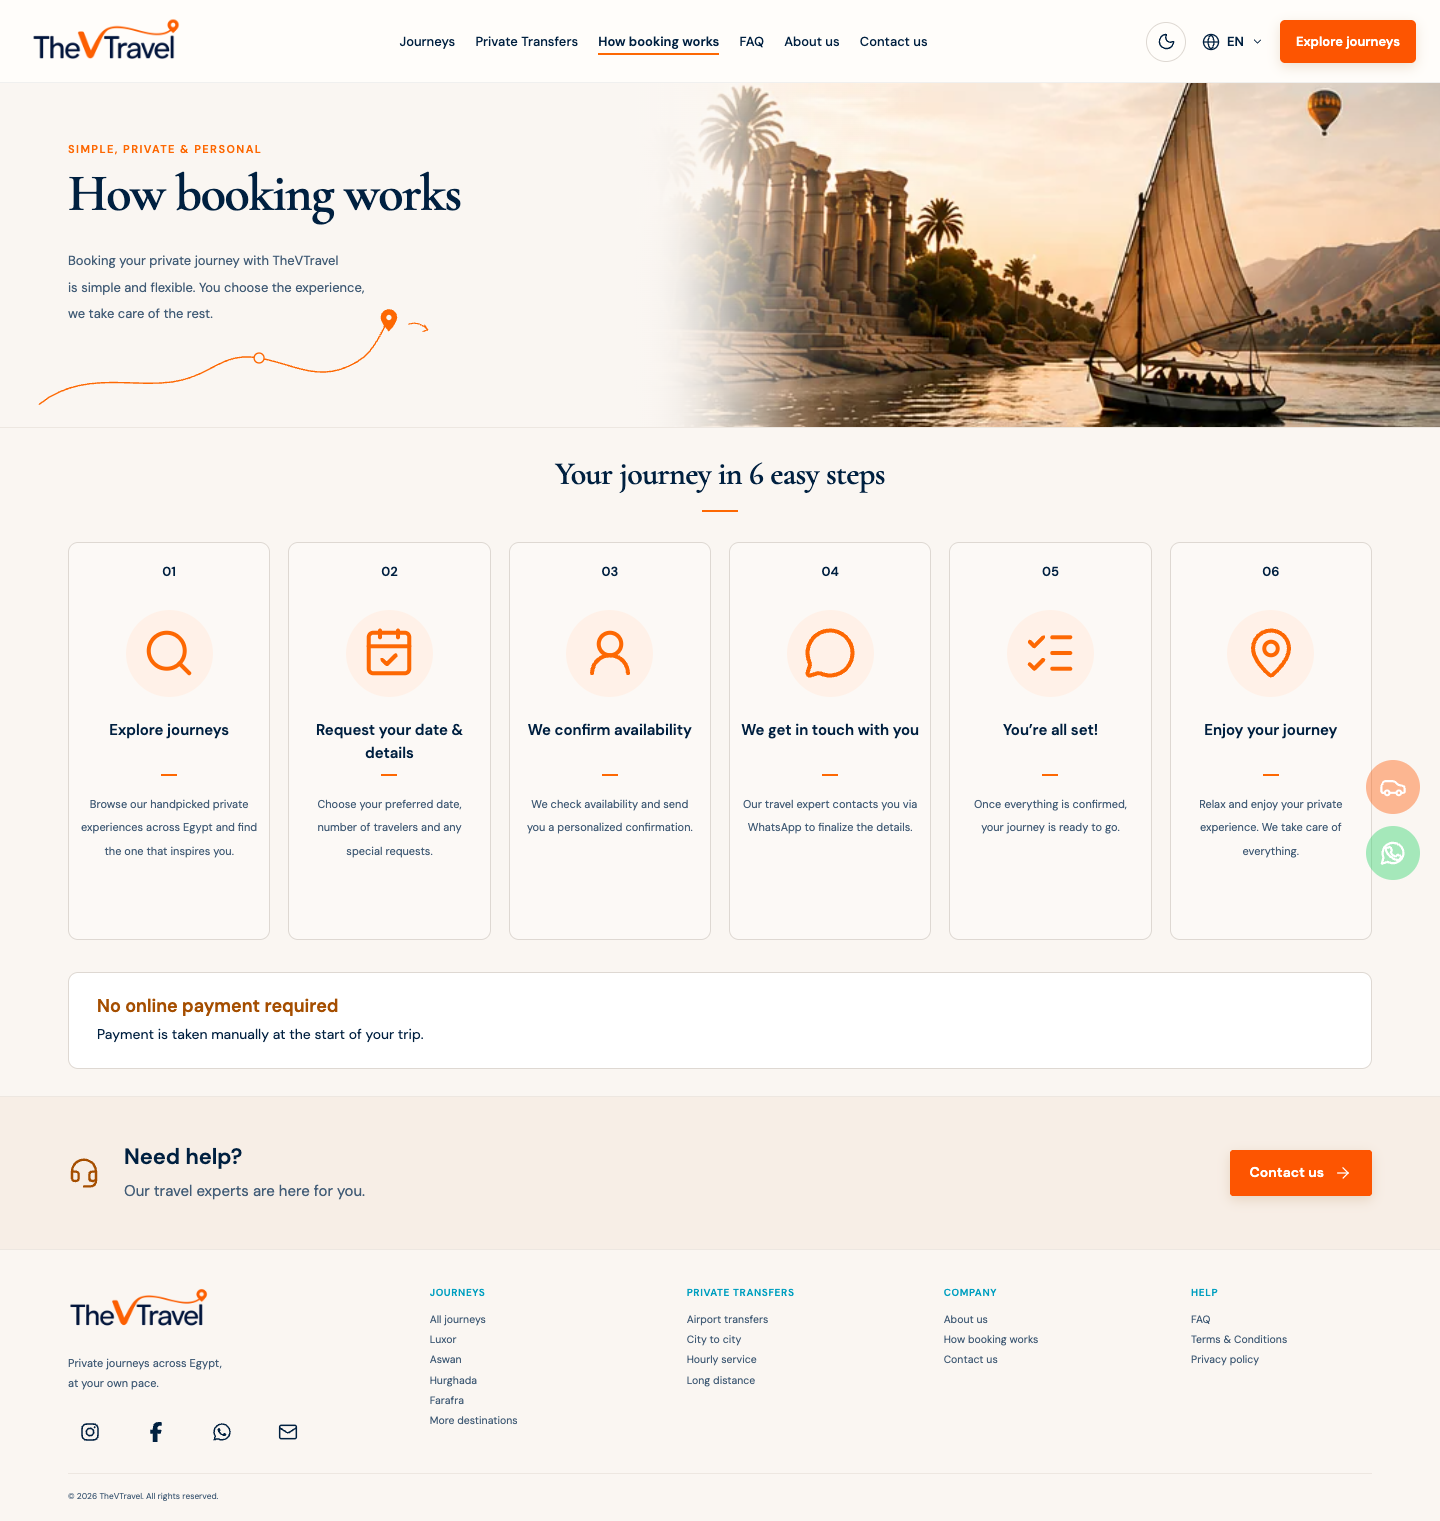 TheVTravel
Journeys
Private Transfers
How booking works
FAQ
About us
Contact us
EN
Explore journeys
SIMPLE, PRIVATE & PERSONAL
How booking works
Booking your private journey with TheVTravel
is simple and flexible. You choose the experience,
we take care of the rest.
Your journey in 6 easy steps
01
Explore journeys
Browse our handpicked private
experiences across Egypt and find
the one that inspires you.
02
Request your date &
details
Choose your preferred date,
number of travelers and any
special requests.
03
We confirm availability
We check availability and send
you a personalized confirmation.
04
We get in touch with you
Our travel expert contacts you via
WhatsApp to finalize the details.
05
You’re all set!
Once everything is confirmed,
your journey is ready to go.
06
Enjoy your journey
Relax and enjoy your private
experience. We take care of
everything.
No online payment required
Payment is taken manually at the start of your trip.
Need help?
Our travel experts are here for you.
Contact us
TheVTravel
Private journeys across Egypt,
at your own pace.
JOURNEYS
All journeys
Luxor
Aswan
Hurghada
Farafra
More destinations
PRIVATE TRANSFERS
Airport transfers
City to city
Hourly service
Long distance
COMPANY
About us
How booking works
Contact us
HELP
FAQ
Terms & Conditions
Privacy policy
© 2026 TheVTravel. All rights reserved.